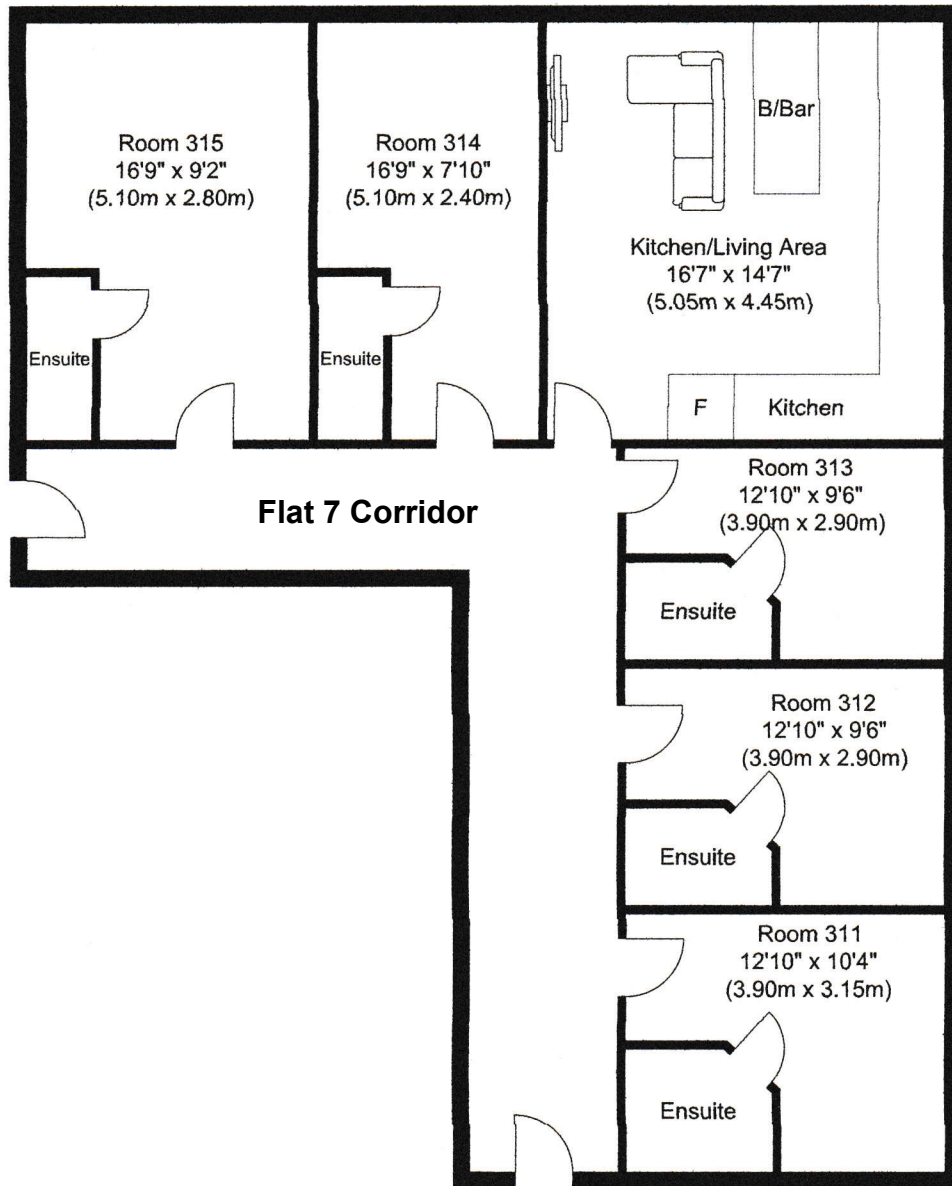 Room 315
16'9" x 9'2"
(5.10m x 2.80m)
Ensuite
Room 314
16'9" x 7'10"
(5.10m x 2.40m)
Ensuite
B/Bar
Kitchen/Living Area
16'7" x 14'7"
(5.05m x 4.45m)
F
Kitchen
Flat 7 Corridor
Room 313
12'10" x 9'6"
(3.90m x 2.90m)
Ensuite
Room 312
12'10" x 9'6"
(3.90m x 2.90m)
Ensuite
Room 311
12'10" x 10'4"
(3.90m x 3.15m)
Ensuite